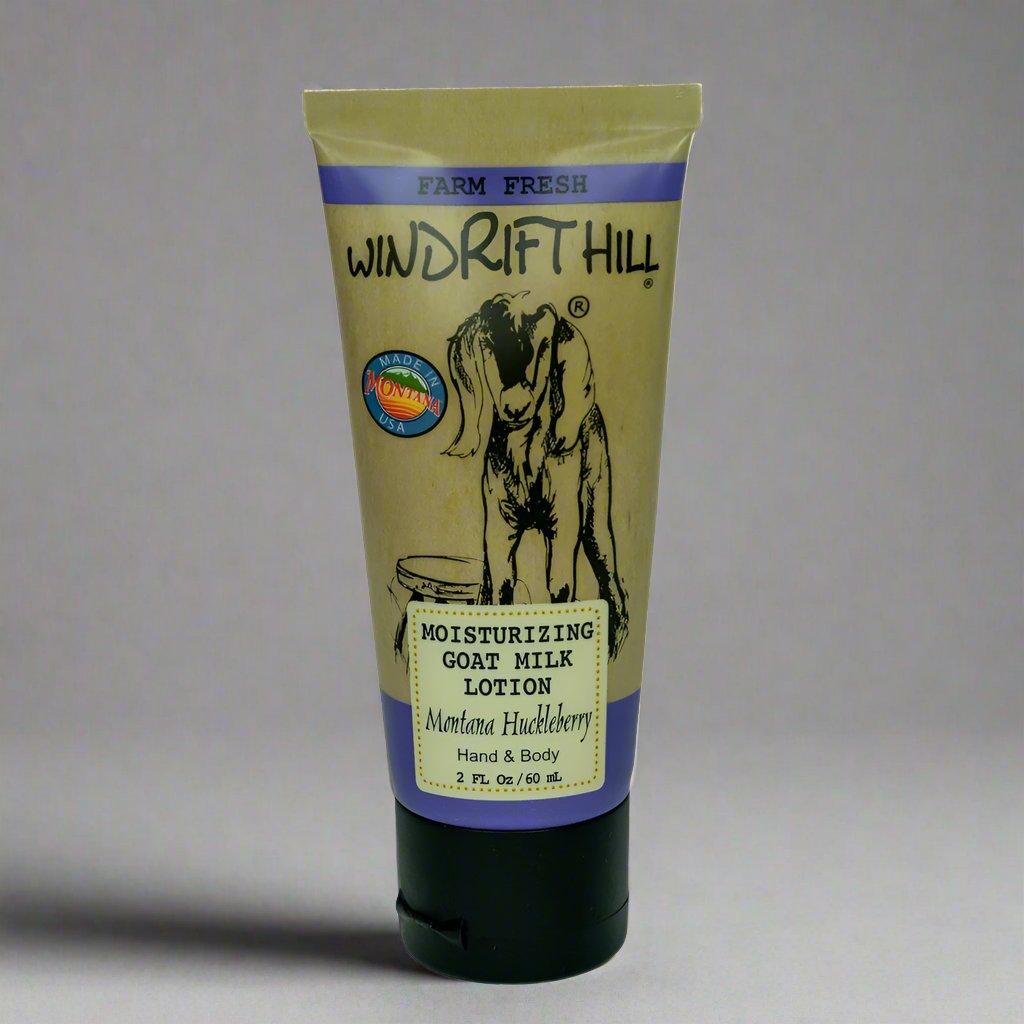 FARM FRESH
WINDRIFT HILL
®
®
MADE IN
MONTANA
USA
MOISTURIZING
GOAT MILK
LOTION
Montana Huckleberry
Hand & Body
2 FL Oz/60 mL